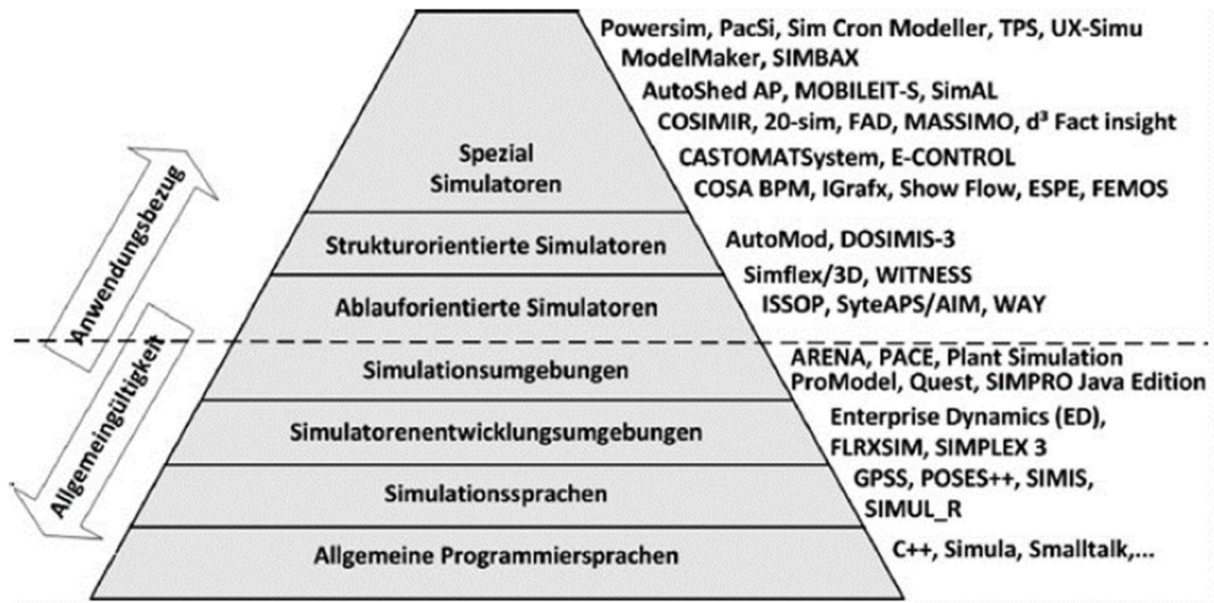 Powersim, PacSi, Sim Cron Modeller, TPS, UX-Simu
ModelMaker, SIMBAX
AutoShed AP, MOBILEIT-S, SimAL
COSIMIR, 20-sim, FAD, MASSIMO, d³ Fact insight
CASTOMATSystem, E-CONTROL
COSA BPM, IGrafx, Show Flow, ESPE, FEMOS
Spezial
Simulatoren
Strukturorientierte Simulatoren
AutoMod, DOSIMIS-3
Ablauforientierte Simulatoren
Simflex/3D, WITNESS
ISSOP, SyteAPS/AIM, WAY
Simulationsumgebungen
ARENA, PACE, Plant Simulation
ProModel, Quest, SIMPRO Java Edition
Simulatorenentwicklungsumgebungen
Enterprise Dynamics (ED),
FLRXSIM, SIMPLEX 3
Simulationssprachen
GPSS, POSES++, SIMIS,
SIMUL_R
Allgemeine Programmiersprachen
C++, Simula, Smalltalk,...
Anwendungsbezug
Allgemeingültigkeit